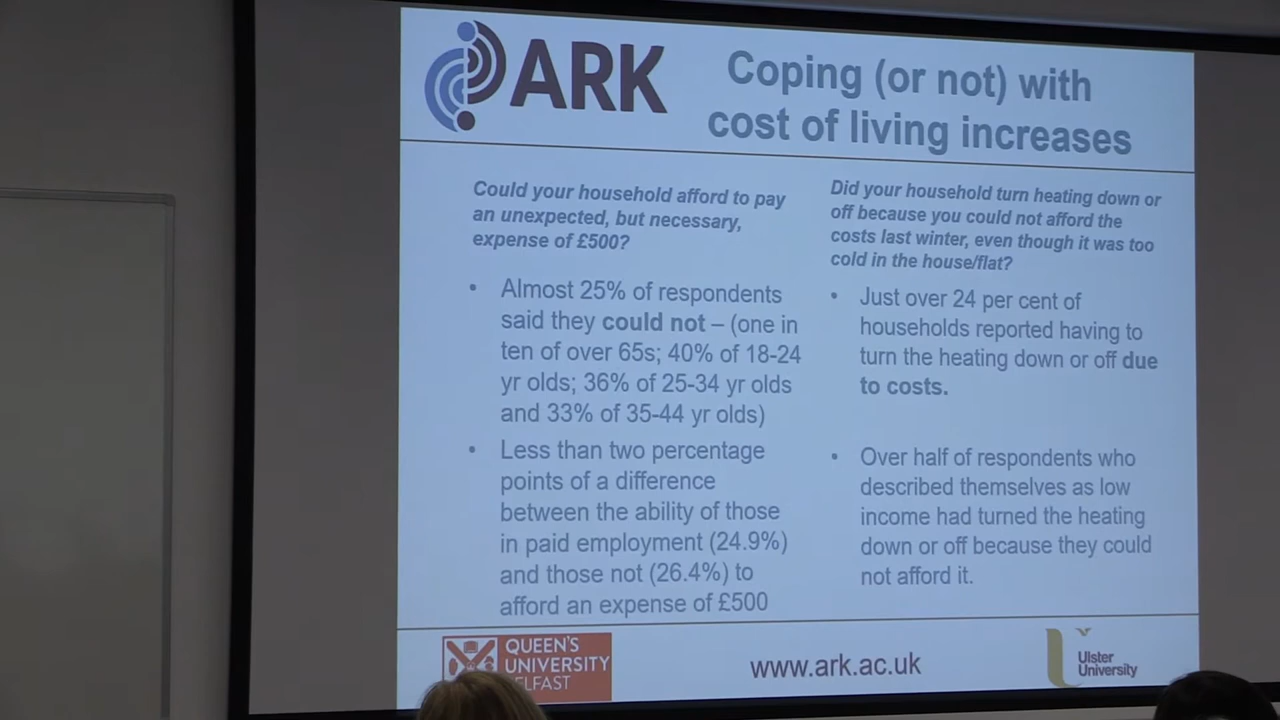 ARK
Coping (or not) with
cost of living increases
Could your household afford to pay
an unexpected, but necessary,
expense of £500?
• Almost 25% of respondents
said they could not – (one in
ten of over 65s; 40% of 18-24
yr olds; 36% of 25-34 yr olds
and 33% of 35-44 yr olds)
• Less than two percentage
points of a difference
between the ability of those
in paid employment (24.9%)
and those not (26.4%) to
afford an expense of £500
Did your household turn heating down or
off because you could not afford the
costs last winter, even though it was too
cold in the house/flat?
• Just over 24 per cent of
households reported having to
turn the heating down or off due
to costs.
• Over half of respondents who
described themselves as low
income had turned the heating
down or off because they could
not afford it.
QUEEN'S
UNIVERSITY
ELFAST
www.ark.ac.uk
Ulster
University